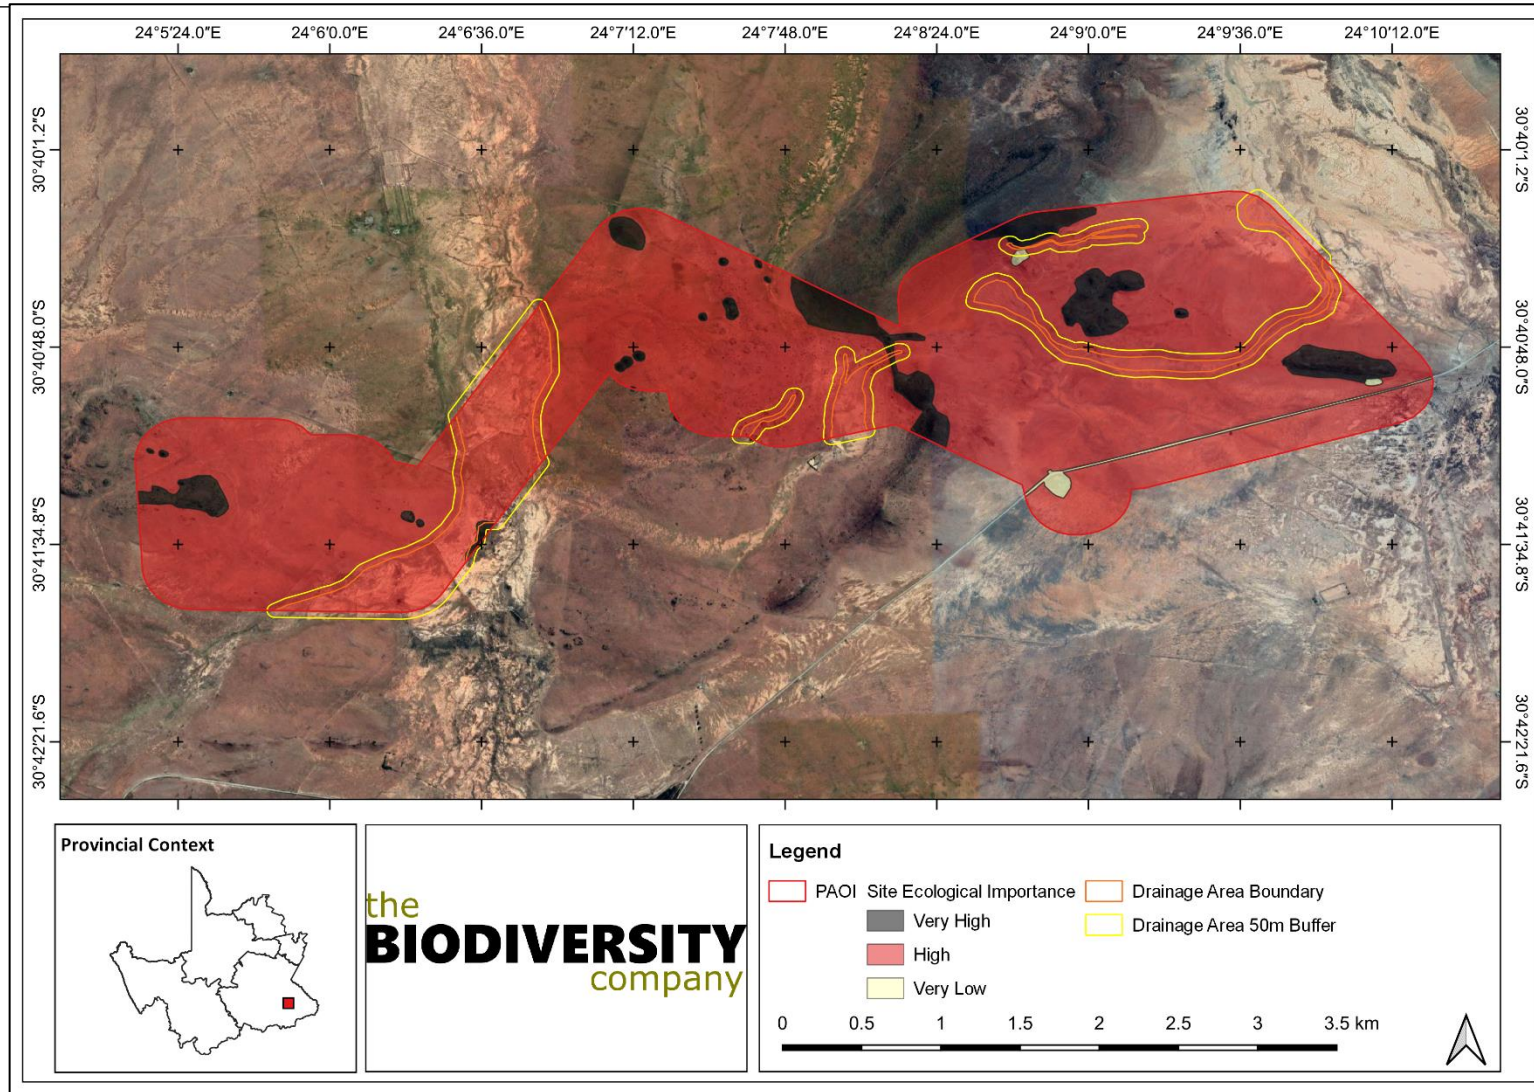 24°5'24.0"E 24°6'0.0"E 24°6'36.0"E 24°7'12.0"E 24°7'48.0"E 24°8'24.0"E 24°9'0.0"E 24°9'36.0"E 24°10'12.0"E
30°40'1.2"S 30°40'1.2"S
30°40'48.0"S 30°40'48.0"S
30°41'34.8"S 30°41'34.8"S
30°42'21.6"S 30°42'21.6"S
Provincial Context
the
BIODIVERSITY
company
Legend
PAOI Site Ecological Importance Drainage Area Boundary
Very High Drainage Area 50m Buffer
High
Very Low
0 0.5 1 1.5 2 2.5 3 3.5 km